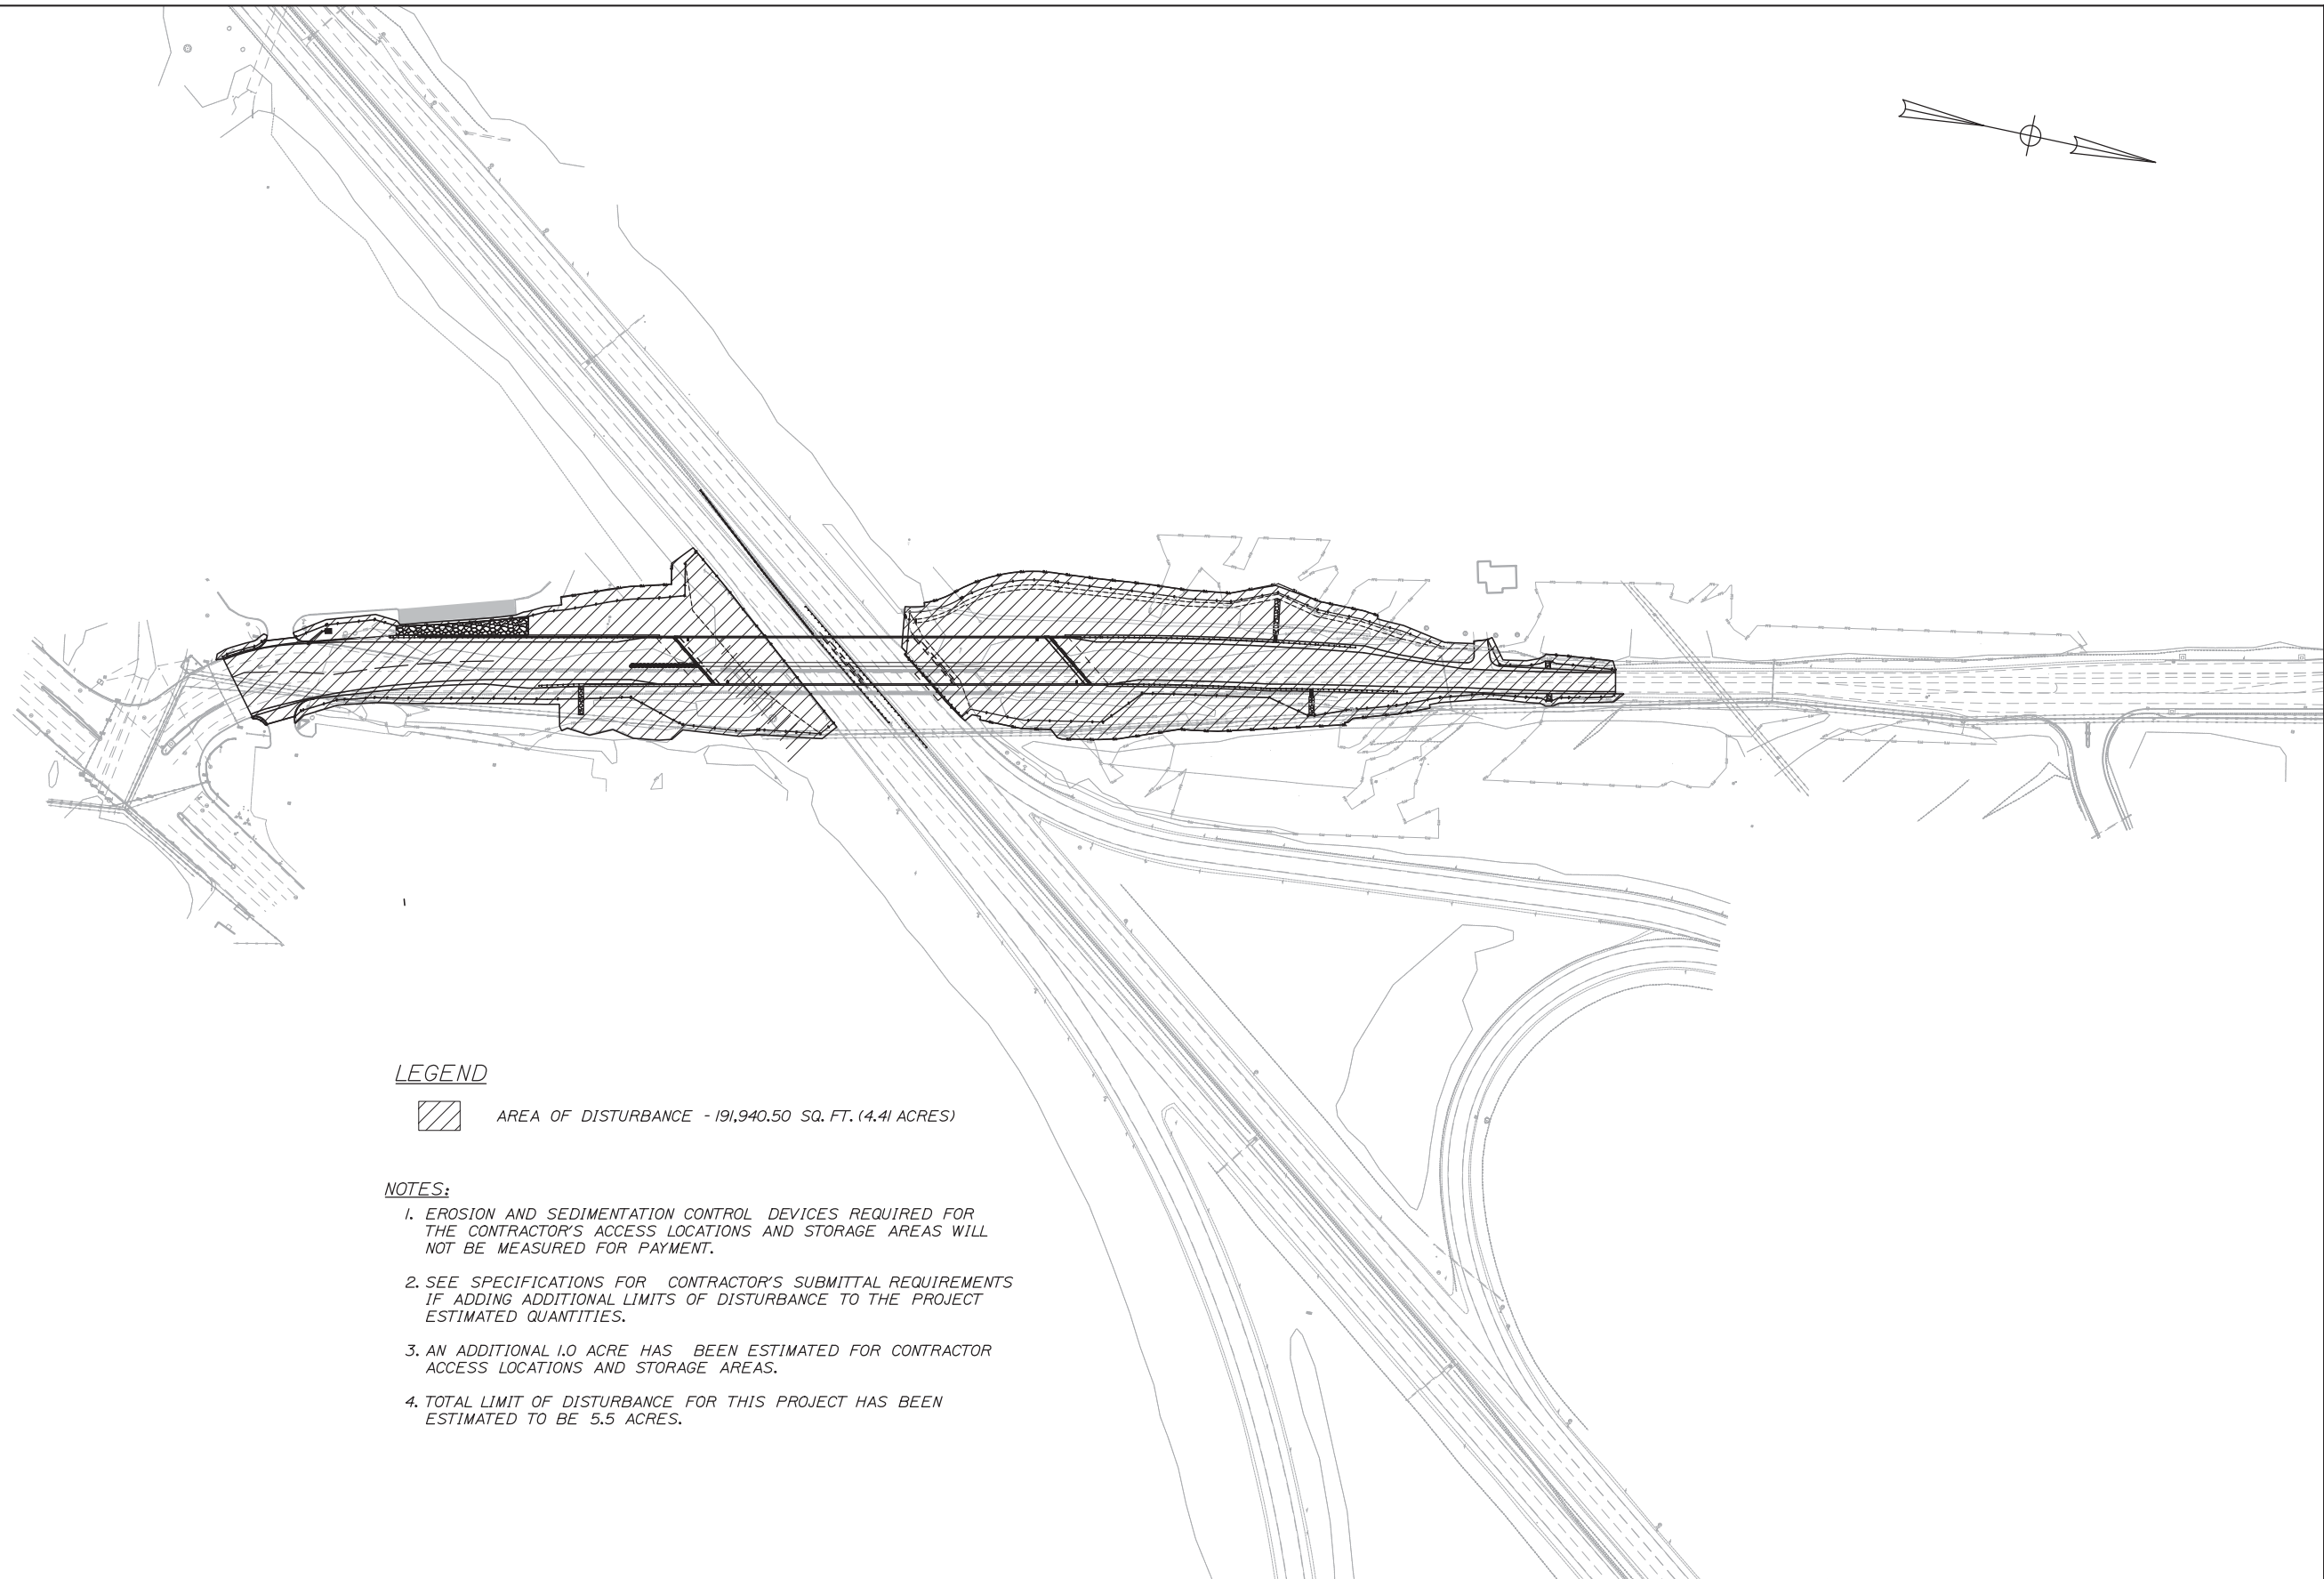 LEGEND
AREA OF DISTURBANCE - 191,940.50 SQ. FT. (4.41 ACRES)
NOTES:
1. EROSION AND SEDIMENTATION CONTROL DEVICES REQUIRED FOR
THE CONTRACTOR'S ACCESS LOCATIONS AND STORAGE AREAS WILL
NOT BE MEASURED FOR PAYMENT.
2. SEE SPECIFICATIONS FOR CONTRACTOR'S SUBMITTAL REQUIREMENTS
IF ADDING ADDITIONAL LIMITS OF DISTURBANCE TO THE PROJECT
ESTIMATED QUANTITIES.
3. AN ADDITIONAL 1.0 ACRE HAS BEEN ESTIMATED FOR CONTRACTOR
ACCESS LOCATIONS AND STORAGE AREAS.
4. TOTAL LIMIT OF DISTURBANCE FOR THIS PROJECT HAS BEEN
ESTIMATED TO BE 5.5 ACRES.